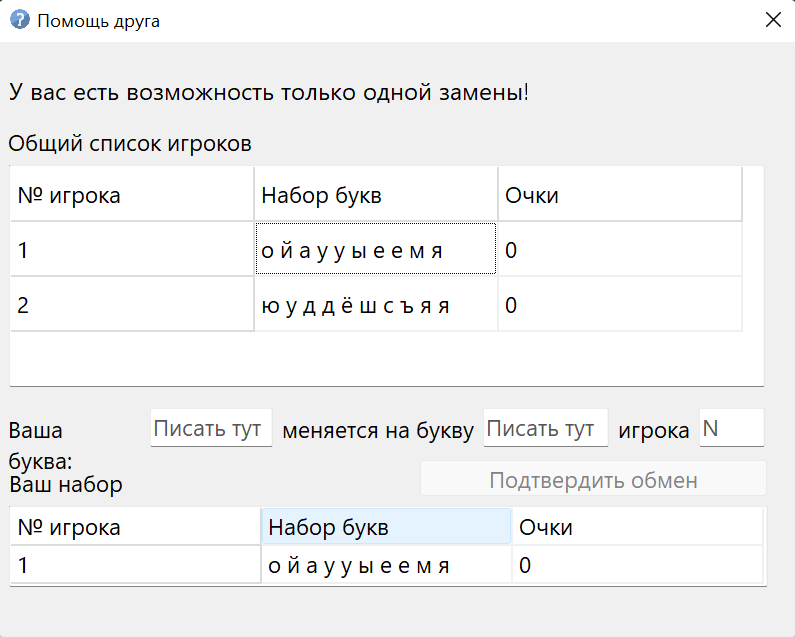 Помощь друга
У вас есть возможность только одной замены!
Общий список игроков
№ игрока Набор букв Очки
1 о й а у у ы е е м я 0
2 ю у д д ё ш с ъ я я 0
Ваша буква: Писать тут меняется на букву Писать тут игрока N
Ваш набор Подтвердить обмен
№ игрока Набор букв Очки
1 о й а у у ы е е м я 0